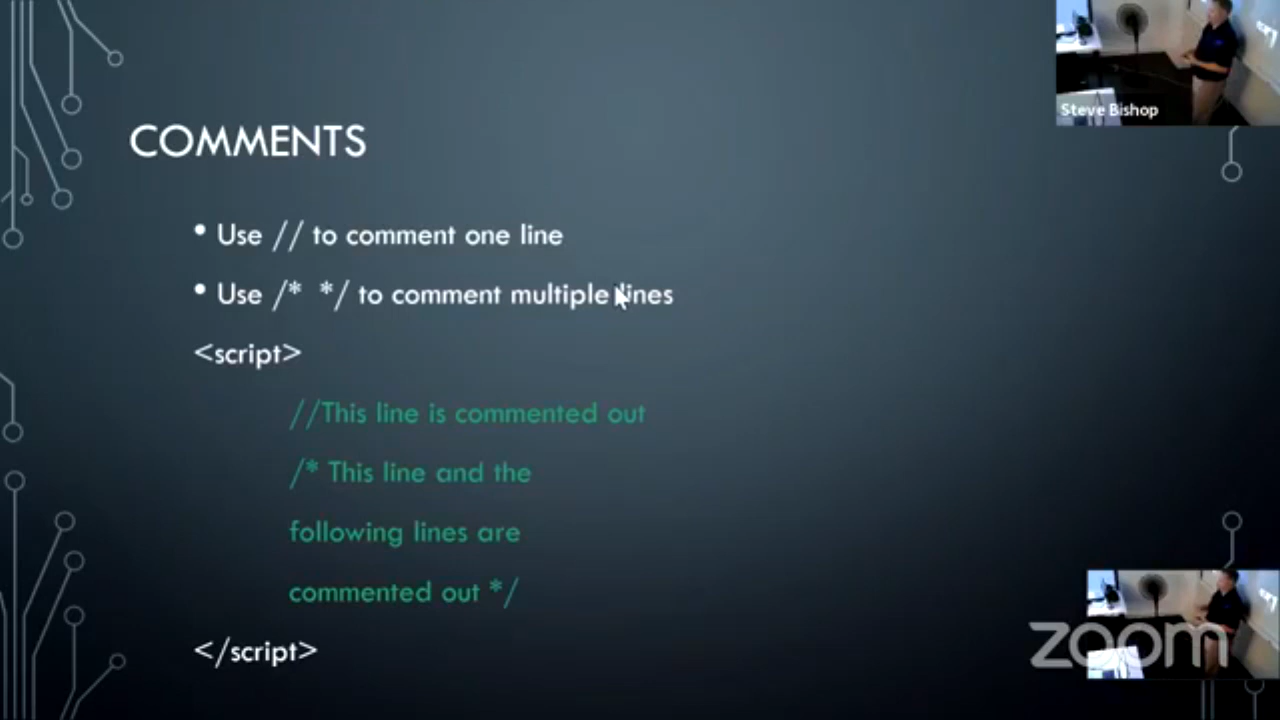 Steve Bishop
COMMENTS
• Use // to comment one line
• Use /* */ to comment multiple lines
<script>
//This line is commented out
/* This line and the
following lines are
commented out */
</script>
zoom